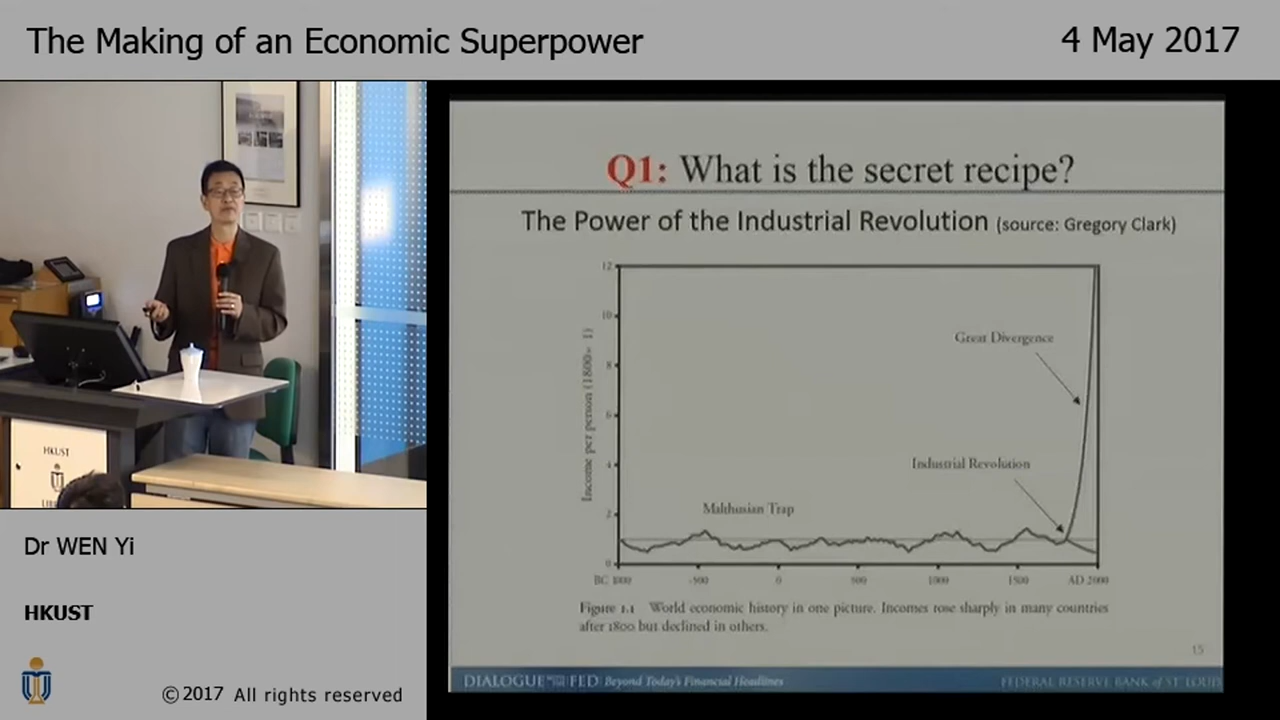 The Making of an Economic Superpower
4 May 2017
Q1: What is the secret recipe?
The Power of the Industrial Revolution (source: Gregory Clark)
Income per person (1800= 1)
12
10
8
6
4
2
0
Great Divergence
Industrial Revolution
Malthusian Trap
BC 1000
-500
0
500
1000
1500
AD 2000
Figure 1.1 World economic history in one picture. Incomes rose sharply in many countries
after 1800 but declined in others.
15
DIALOGUE FED Beyond Today's Financial Headlines
FEDERAL RESERVE BANK of ST. LOUIS
HKUST
Dr WEN Yi
HKUST
©2017 All rights reserved